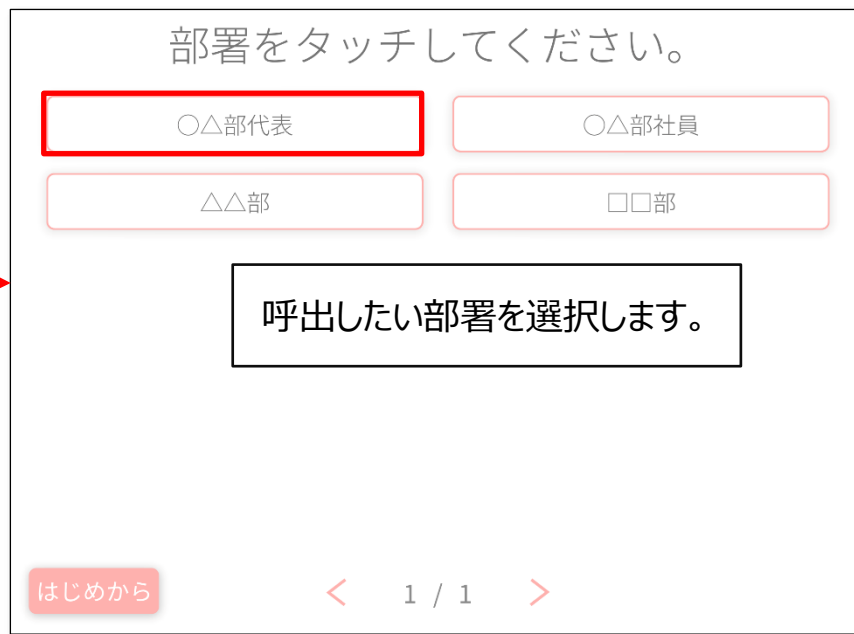 部署をタッチしてください。
○△部代表
○△部社員
△△部
□□部
呼出したい部署を選択します。
はじめから
< 1 / 1 >